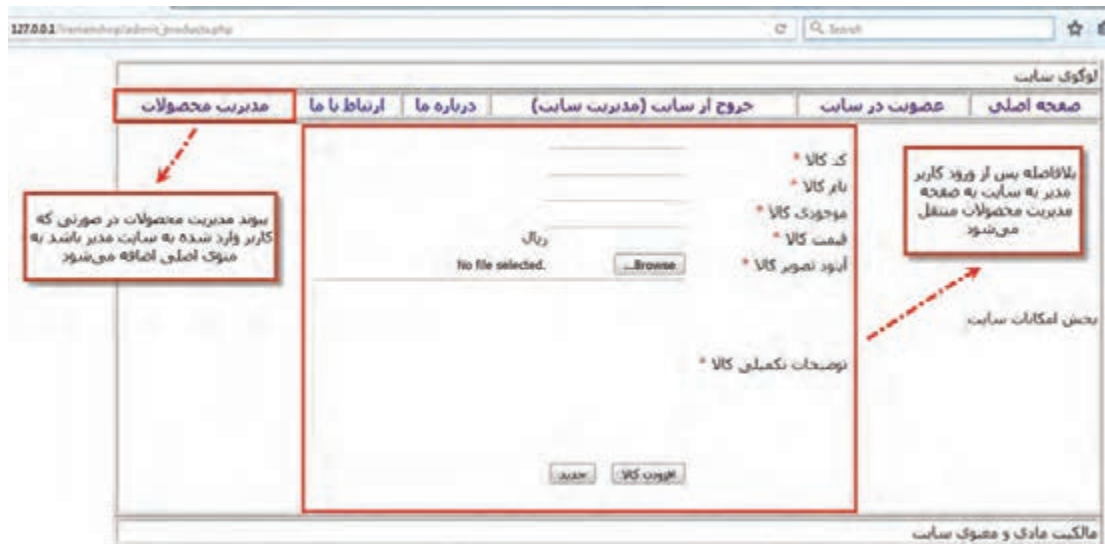 127.0.0.1/iranianshop/admin_products.php
Search
لوگوی سایت
صفحه اصلی
عضویت در سایت
خروج از سایت (مدیریت سایت)
درباره ما
ارتباط با ما
مدیریت محصولات
کد کالا *
نام کالا *
موجودی کالا *
قیمت کالا *
ریال
آپلود تصویر کالا *
Browse...
No file selected.
توضیحات تکمیلی کالا *
افزودن کالا
جدید
بلافاصله پس از ورود کاربر
مدیر به سایت به صفحه
مدیریت محصولات منتقل
می‌شود
بخش امکانات سایت
پیوند مدیریت محصولات در صورتی که
کاربر وارد شده به سایت مدیر باشد به
منوی اصلی اضافه می‌شود
مالکیت مادی و معنوی سایت